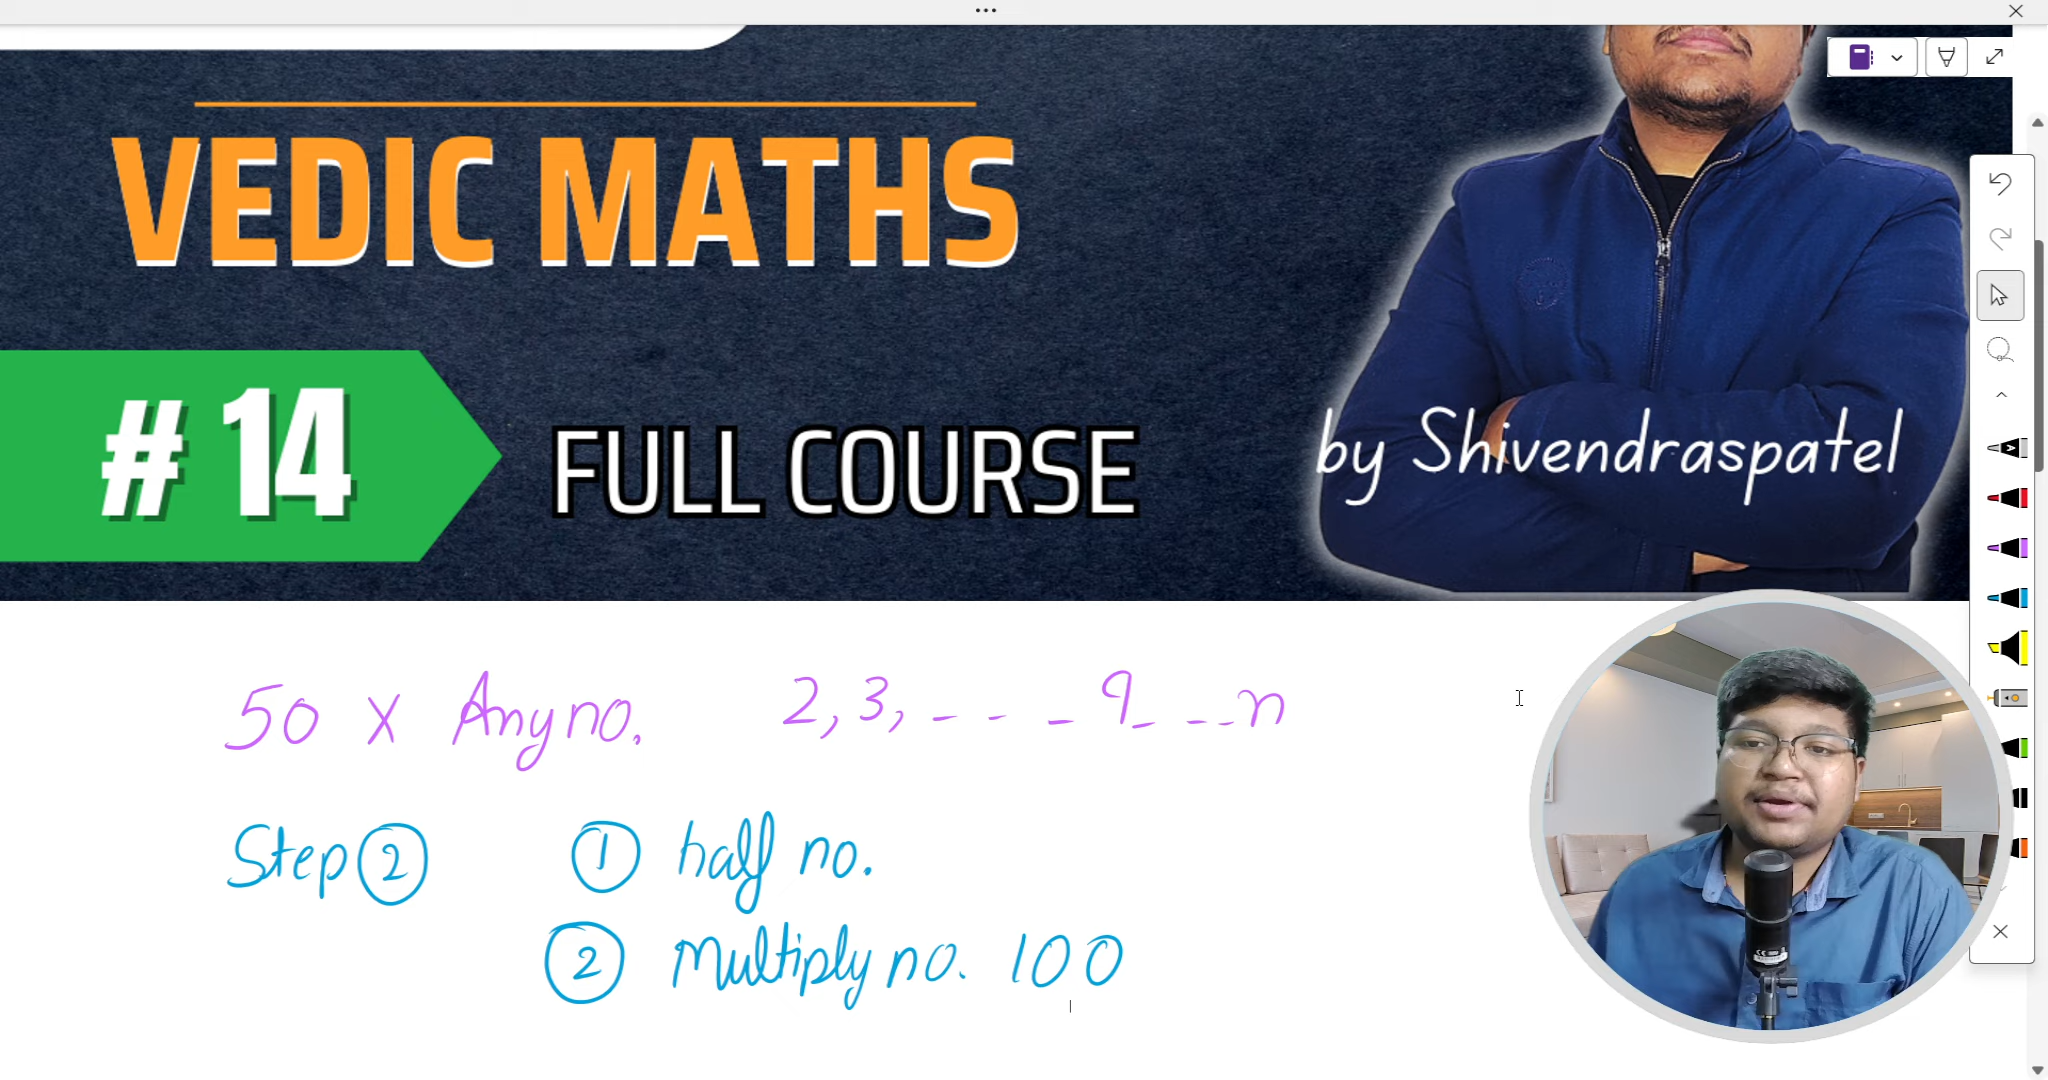 VEDIC MATHS
# 14
FULL COURSE
by Shivendraspatel
50 X Any no. 2, 3, - - - 9 - - - n
Step ② ① half no.
② Multiply no. 100